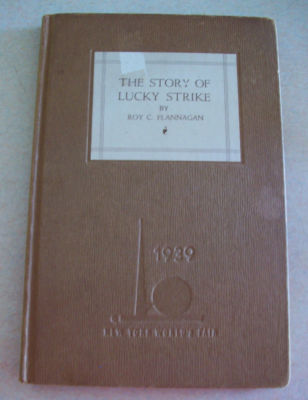 THE STORY OF
LUCKY STRIKE
BY
ROY C. FLANNAGAN
1939
NEW YORK WORLD'S FAIR